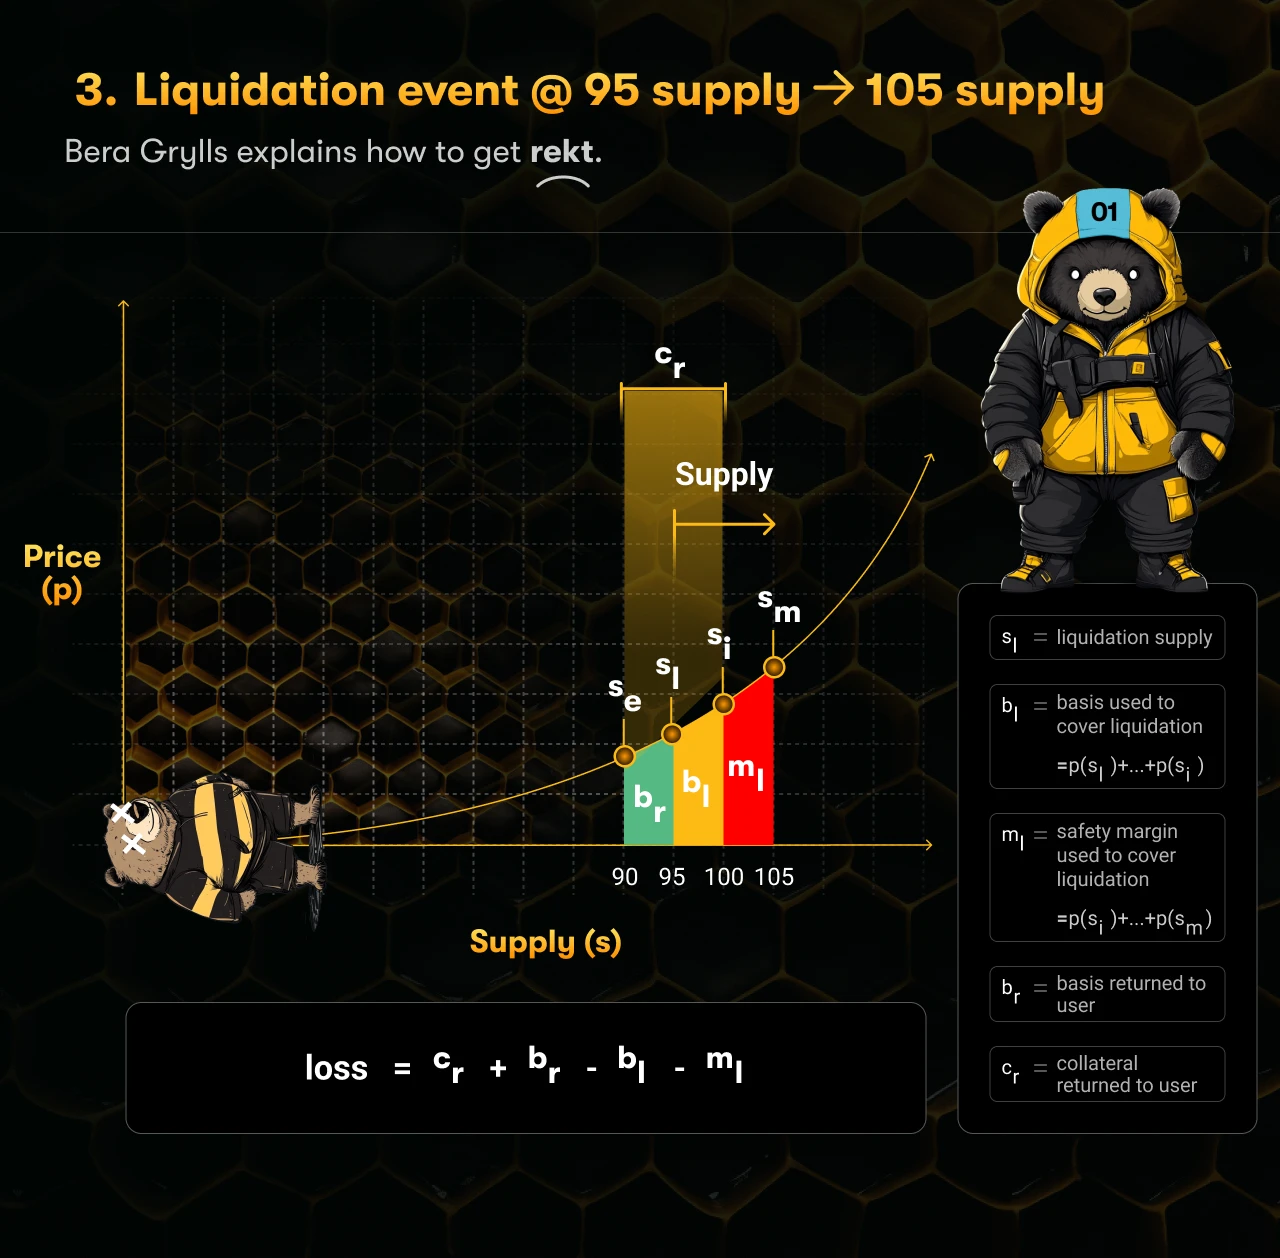 3. Liquidation event @ 95 supply → 105 supply
Bera Grylls explains how to get rekt.
01
c_r
Supply
Price
(p)
s_m
s_i
s_l
s_e
m_l
b_l
b_r
90 95 100 105
Supply (s)
s_l = liquidation supply
b_l = basis used to
cover liquidation
=p(s_l )+...+p(s_i )
m_l = safety margin
used to cover
liquidation
=p(s_i )+...+p(s_m)
b_r = basis returned to
user
c_r = collateral
returned to user
loss = c_r + b_r - b_l - m_l